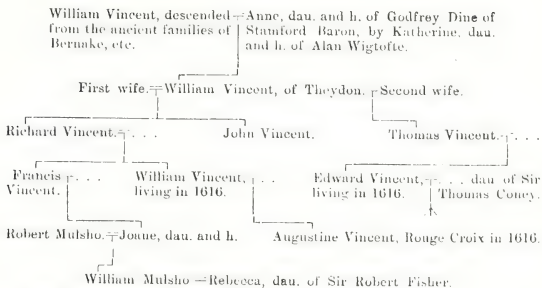 William Vincent, descended = Anne, dau. and h. of Godfrey Dine of
from the ancient families of Stamford Baron, by Katherine, dau.
Bernake, etc. and h. of Alan Wigtofte.
First wife. = William Vincent, of Theydon. Second wife.
Richard Vincent. = . . . John Vincent. Thomas Vincent. = . . .
Francis . . . William Vincent, . . . Edward Vincent, = . . . dau of Sir
Vincent. living in 1616. living in 1616. Thomas Coney.
Robert Mulsho. = Joane, dau. and h. Augustine Vincent, Rouge Croix in 1616.
William Mulsho = Rebecca, dau. of Sir Robert Fisher.